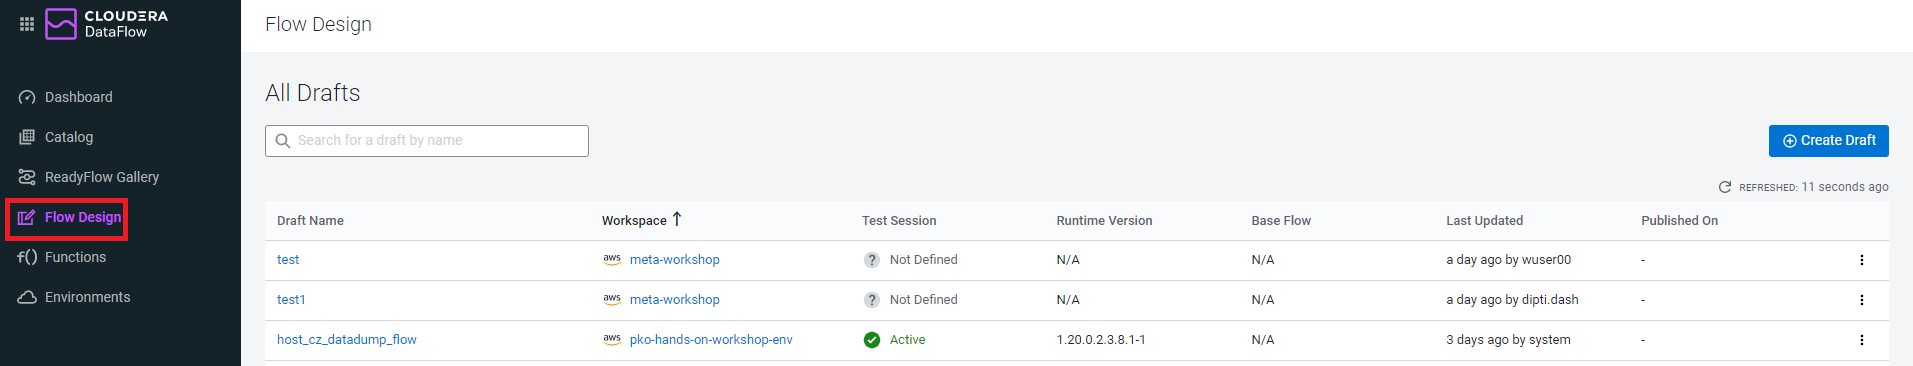 CLOUDERA
DataFlow
Flow Design
Dashboard
Catalog
ReadyFlow Gallery
Flow Design
Functions
Environments
All Drafts
Search for a draft by name
Create Draft
REFRESHED: 11 seconds ago
Draft Name Workspace Test Session Runtime Version Base Flow Last Updated Published On
test aws meta-workshop ? Not Defined N/A N/A a day ago by wuser00 -
test1 aws meta-workshop ? Not Defined N/A N/A a day ago by dipti.dash -
host_cz_datadump_flow aws pko-hands-on-workshop-env Active 1.20.0.2.3.8.1-1 N/A 3 days ago by system -